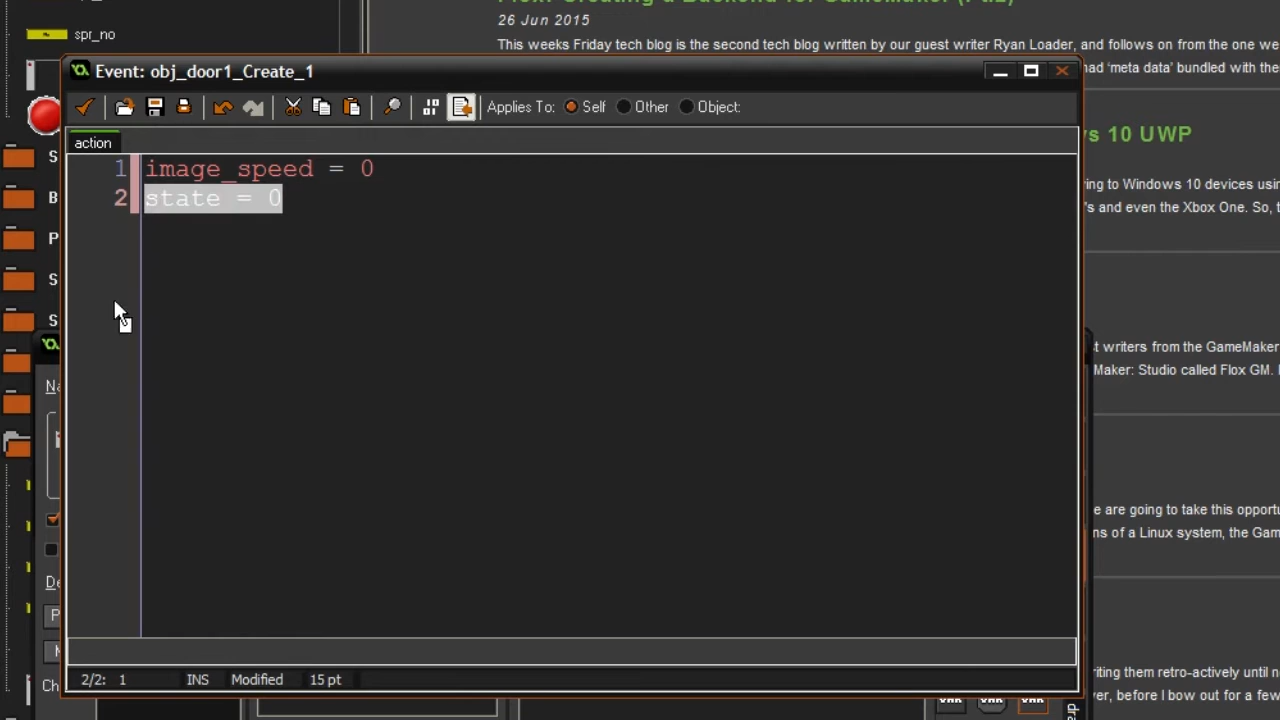 26 Jun 2015
spr_no
This weeks Friday tech blog is the second tech blog written by our guest writer Ryan Loader, and follows on from the one we
Event: obj_door1_Create_1
had 'meta data' bundled with the
Applies To: Self Other Object:
action
s 10 UWP
1 image_speed = 0
2 state = 0
ring to Windows 10 devices usin
's and even the Xbox One. So, t
S
B
P
S
S
t writers from the GameMaker
Maker: Studio called Flox GM. I
e are going to take this opportu
ns of a Linux system, the Gam
riting them retro-actively until n
ver, before I bow out for a few
2/2: 1 INS Modified 15 pt